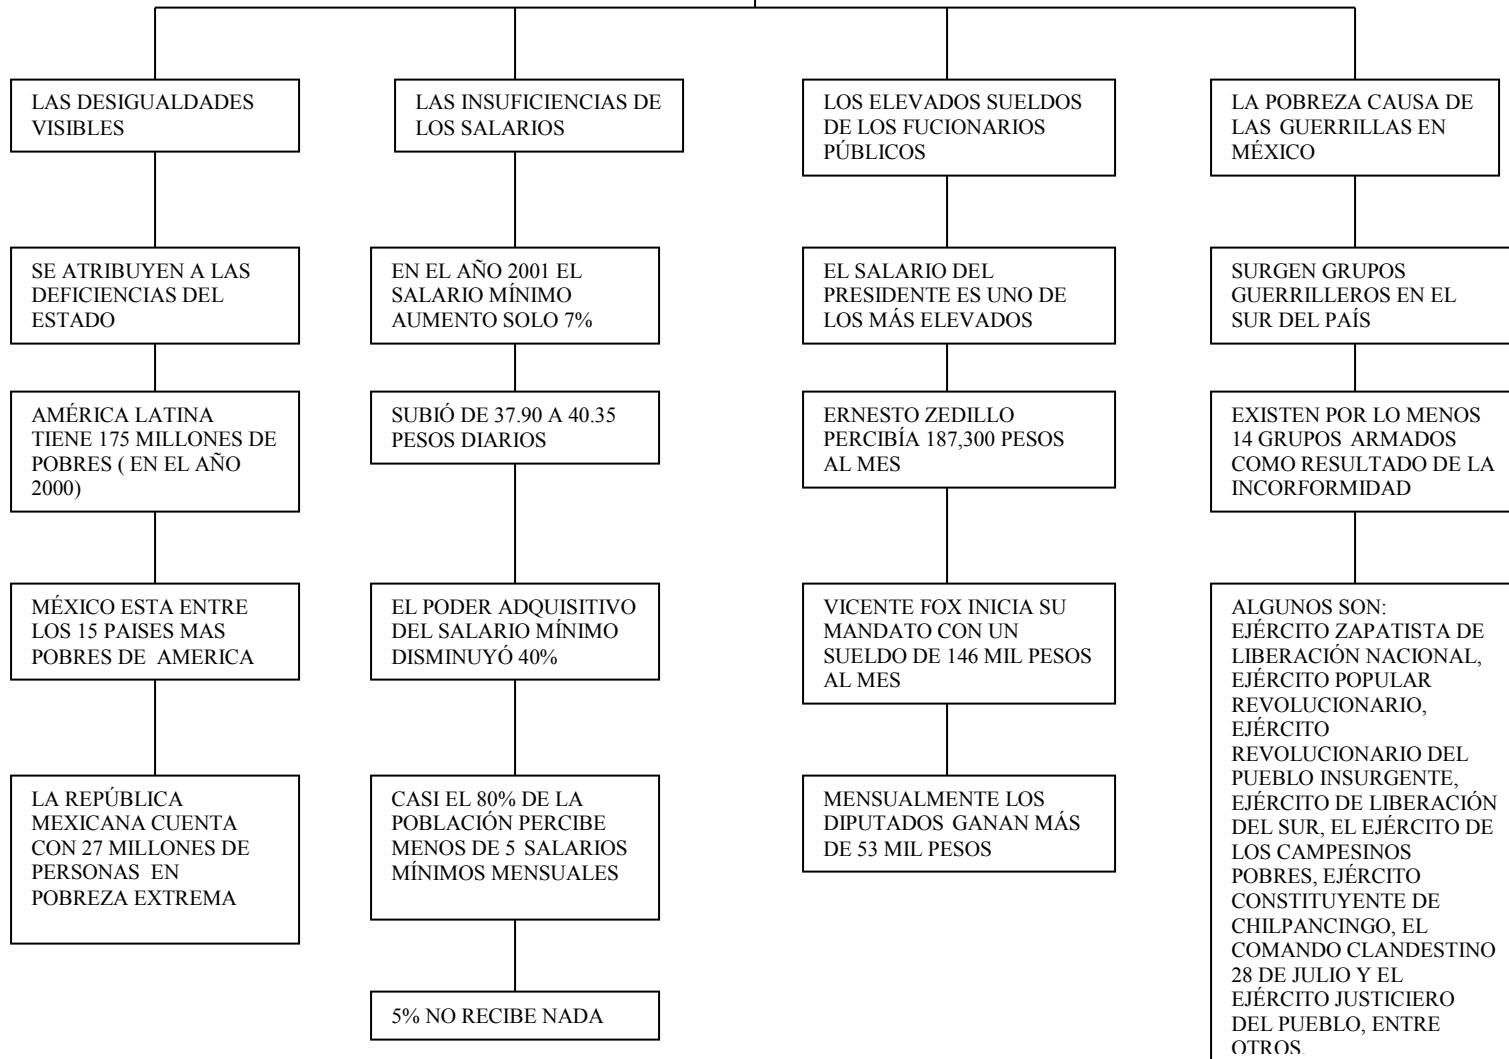 LAS DESIGUALDADES
VISIBLES
SE ATRIBUYEN A LAS
DEFICIENCIAS DEL
ESTADO
AMÉRICA LATINA
TIENE 175 MILLONES DE
POBRES ( EN EL AÑO
2000)
MÉXICO ESTA ENTRE
LOS 15 PAISES MAS
POBRES DE AMERICA
LA REPÚBLICA
MEXICANA CUENTA
CON 27 MILLONES DE
PERSONAS EN
POBREZA EXTREMA
LAS INSUFICIENCIAS DE
LOS SALARIOS
EN EL AÑO 2001 EL
SALARIO MÍNIMO
AUMENTO SOLO 7%
SUBIÓ DE 37.90 A 40.35
PESOS DIARIOS
EL PODER ADQUISITIVO
DEL SALARIO MÍNIMO
DISMINUYÓ 40%
CASI EL 80% DE LA
POBLACIÓN PERCIBE
MENOS DE 5 SALARIOS
MÍNIMOS MENSUALES
5% NO RECIBE NADA
LOS ELEVADOS SUELDOS
DE LOS FUCIONARIOS
PÚBLICOS
EL SALARIO DEL
PRESIDENTE ES UNO DE
LOS MÁS ELEVADOS
ERNESTO ZEDILLO
PERCIBÍA 187,300 PESOS
AL MES
VICENTE FOX INICIA SU
MANDATO CON UN
SUELDO DE 146 MIL PESOS
AL MES
MENSUALMENTE LOS
DIPUTADOS GANAN MÁS
DE 53 MIL PESOS
LA POBREZA CAUSA DE
LAS GUERRILLAS EN
MÉXICO
SURGEN GRUPOS
GUERRILLEROS EN EL
SUR DEL PAÍS
EXISTEN POR LO MENOS
14 GRUPOS ARMADOS
COMO RESULTADO DE LA
INCORFORMIDAD
ALGUNOS SON:
EJÉRCITO ZAPATISTA DE
LIBERACIÓN NACIONAL,
EJÉRCITO POPULAR
REVOLUCIONARIO,
EJÉRCITO
REVOLUCIONARIO DEL
PUEBLO INSURGENTE,
EJÉRCITO DE LIBERACIÓN
DEL SUR, EL EJÉRCITO DE
LOS CAMPESINOS
POBRES, EJÉRCITO
CONSTITUYENTE DE
CHILPANCINGO, EL
COMANDO CLANDESTINO
28 DE JULIO Y EL
EJÉRCITO JUSTICIERO
DEL PUEBLO, ENTRE
OTROS.